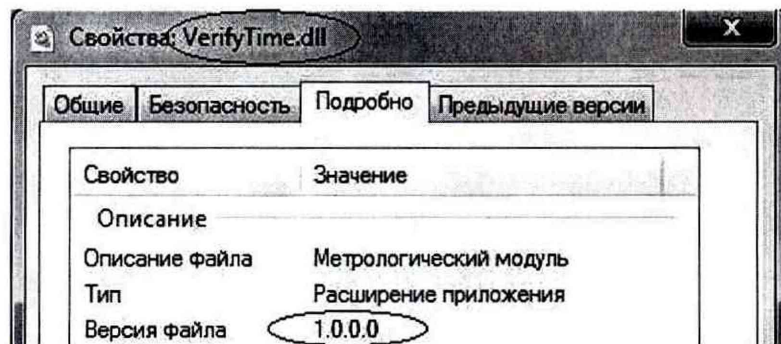 Свойства: VerifyTime.dll
Общие Безопасность Подробно Предыдущие версии
Свойство Значение
Описание
Описание файла Метрологический модуль
Тип Расширение приложения
Версия файла 1.0.0.0